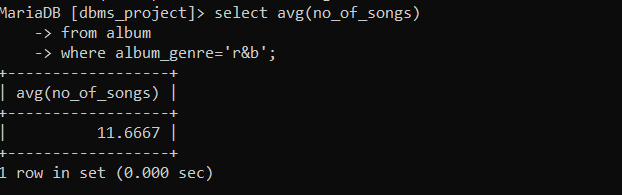 MariaDB [dbms_project]> select avg(no_of_songs)
    -> from album
    -> where album_genre='r&b';
+------------------+
| avg(no_of_songs) |
+------------------+
|          11.6667 |
+------------------+
1 row in set (0.000 sec)